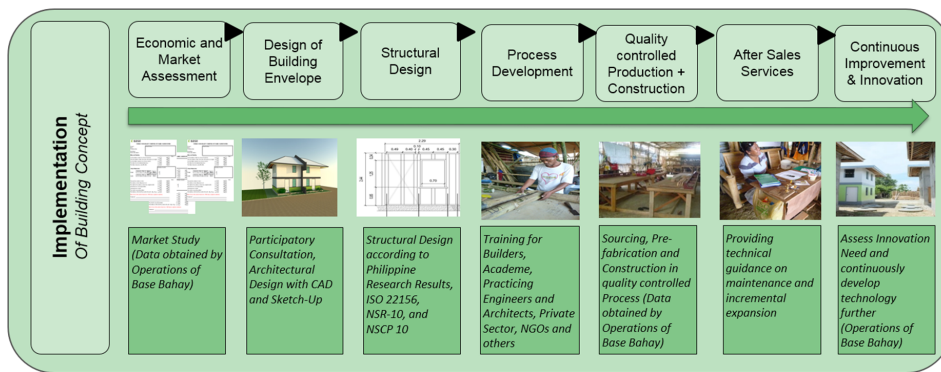 Implementation
Of Building Concept
Economic and
Market
Assessment
Design of
Building
Envelope
Structural
Design
Process
Development
Quality
controlled
Production +
Construction
After Sales
Services
Continuous
Improvement
& Innovation
Market Study
(Data obtained by
Operations of
Base Bahay)
Participatory
Consultation,
Architectural
Design with CAD
and Sketch-Up
Structural Design
according to
Philippine
Research Results,
ISO 22156,
NSR-10, and
NSCP 10
Training for
Builders,
Academe,
Practicing
Engineers and
Architects, Private
Sector, NGOs and
others
Sourcing, Pre-
fabrication and
Construction in
quality controlled
Process (Data
obtained by
Operations of
Base Bahay)
Providing
technical
guidance on
maintenance and
incremental
expansion
Assess Innovation
Need and
continuously
develop
technology
further
(Operations of
Base Bahay)